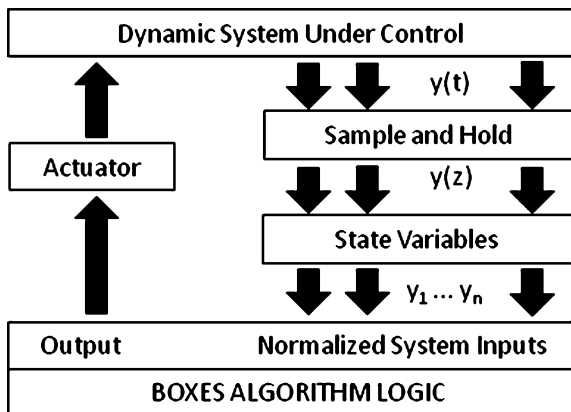 Dynamic System Under Control
y(t)
Sample and Hold
Actuator
y(z)
State Variables
y₁ ... yₙ
Output Normalized System Inputs
BOXES ALGORITHM LOGIC